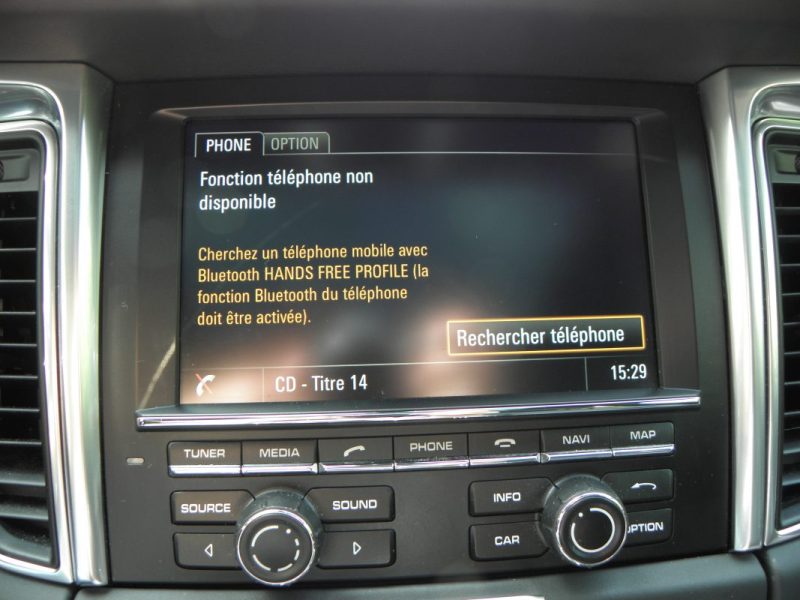 PHONE OPTION
Fonction téléphone non
disponible
Cherchez un téléphone mobile avec
Bluetooth HANDS FREE PROFILE (la
fonction Bluetooth du téléphone
doit être activée).
Rechercher téléphone
CD - Titre 14 15:29
TUNER MEDIA PHONE NAVI MAP
SOURCE SOUND INFO
CAR OPTION